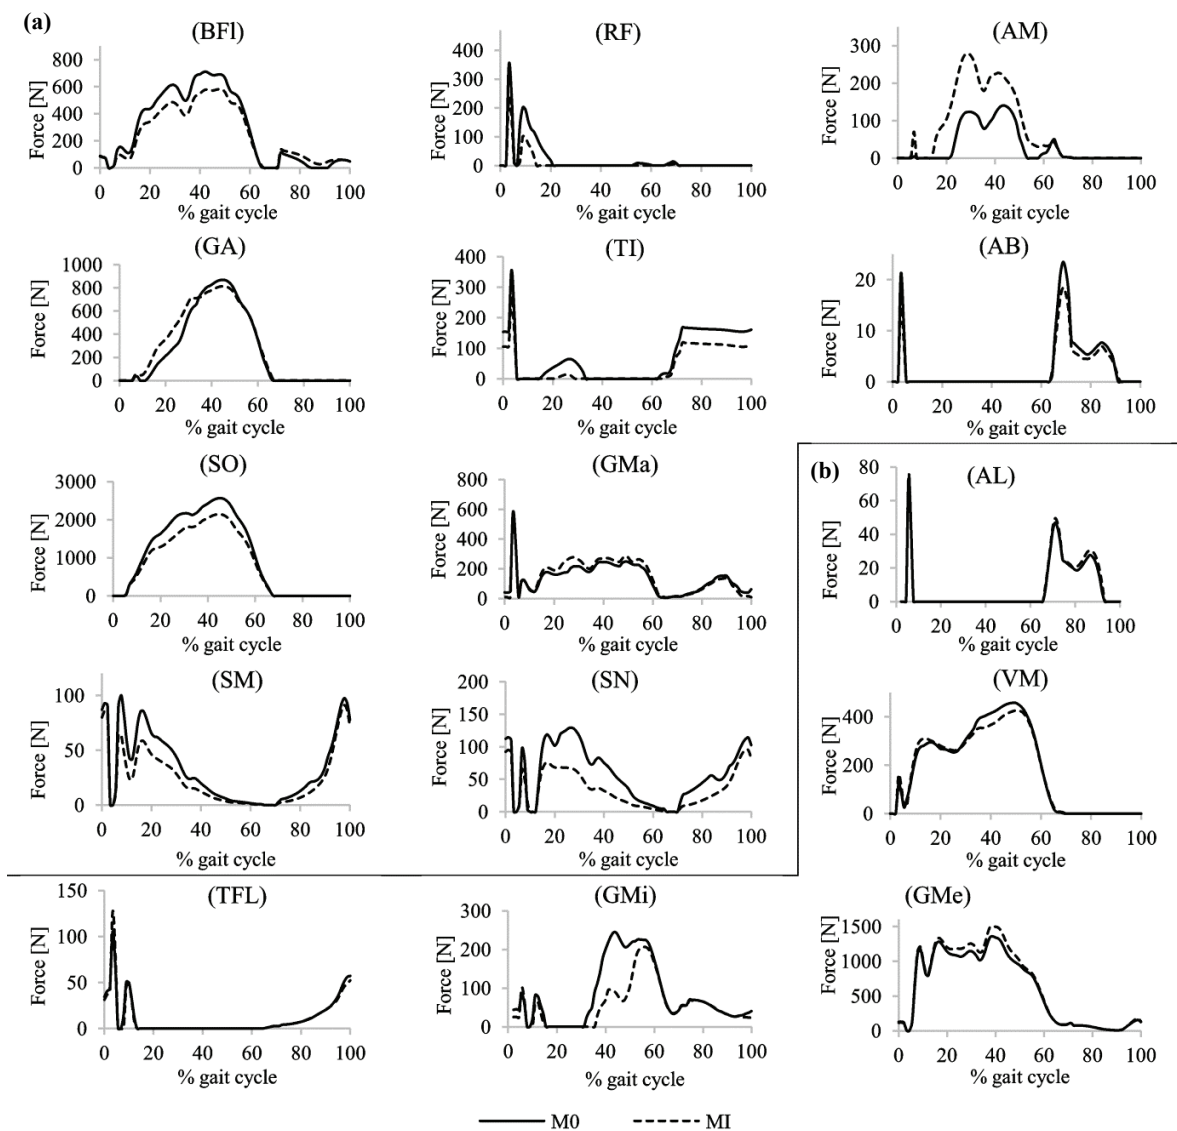 (a)
(BFl)
Force [N]
800
600
400
200
0
0 20 40 60 80 100
% gait cycle
(RF)
Force [N]
400
300
200
100
0
0 20 40 60 80 100
% gait cycle
(AM)
Force [N]
300
200
100
0
0 20 40 60 80 100
% gait cycle
(GA)
Force [N]
1000
800
600
400
200
0
0 20 40 60 80 100
% gait cycle
(TI)
Force [N]
400
300
200
100
0
0 20 40 60 80 100
% gait cycle
(AB)
Force [N]
20
10
0
0 20 40 60 80 100
% gait cycle
(SO)
Force [N]
3000
2000
1000
0
0 20 40 60 80 100
% gait cycle
(GMa)
Force [N]
800
600
400
200
0
0 20 40 60 80 100
% gait cycle
(b)
(AL)
Force [N]
80
60
40
20
0
0 20 40 60 80 100
% gait cycle
(SM)
Force [N]
100
50
0
0 20 40 60 80 100
% gait cycle
(SN)
Force [N]
200
150
100
50
0
0 20 40 60 80 100
% gait cycle
(VM)
Force [N]
400
200
0
0 20 40 60 80 100
% gait cycle
(TFL)
Force [N]
150
100
50
0
0 20 40 60 80 100
% gait cycle
(GMi)
Force [N]
300
200
100
0
0 20 40 60 80 100
% gait cycle
(GMe)
Force [N]
1500
1000
500
0
0 20 40 60 80 100
% gait cycle
M0 MI